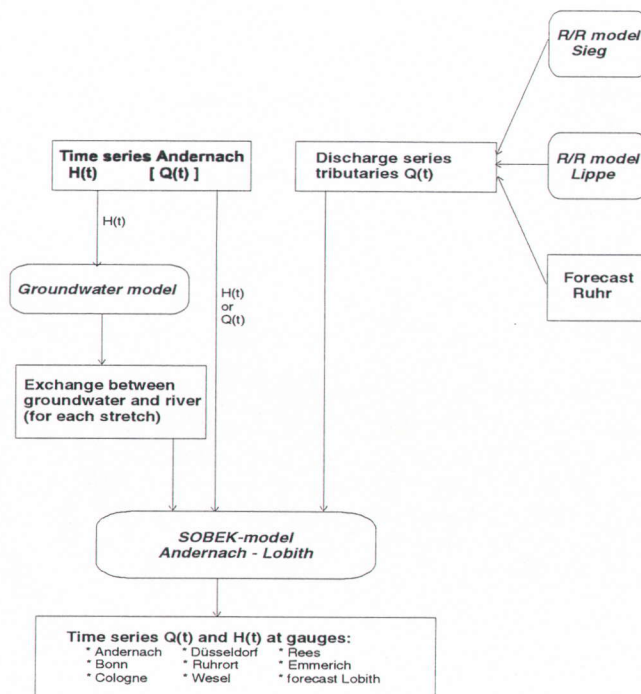 R/R model
Sieg
Time series Andernach
H(t) [ Q(t) ]
Discharge series
tributaries Q(t)
R/R model
Lippe
H(t)
Groundwater model
H(t)
or
Q(t)
Forecast
Ruhr
Exchange between
groundwater and river
(for each stretch)
SOBEK-model
Andernach - Lobith
Time series Q(t) and H(t) at gauges:
* Andernach * Düsseldorf * Rees
* Bonn * Ruhrort * Emmerich
* Cologne * Wesel * forecast Lobith